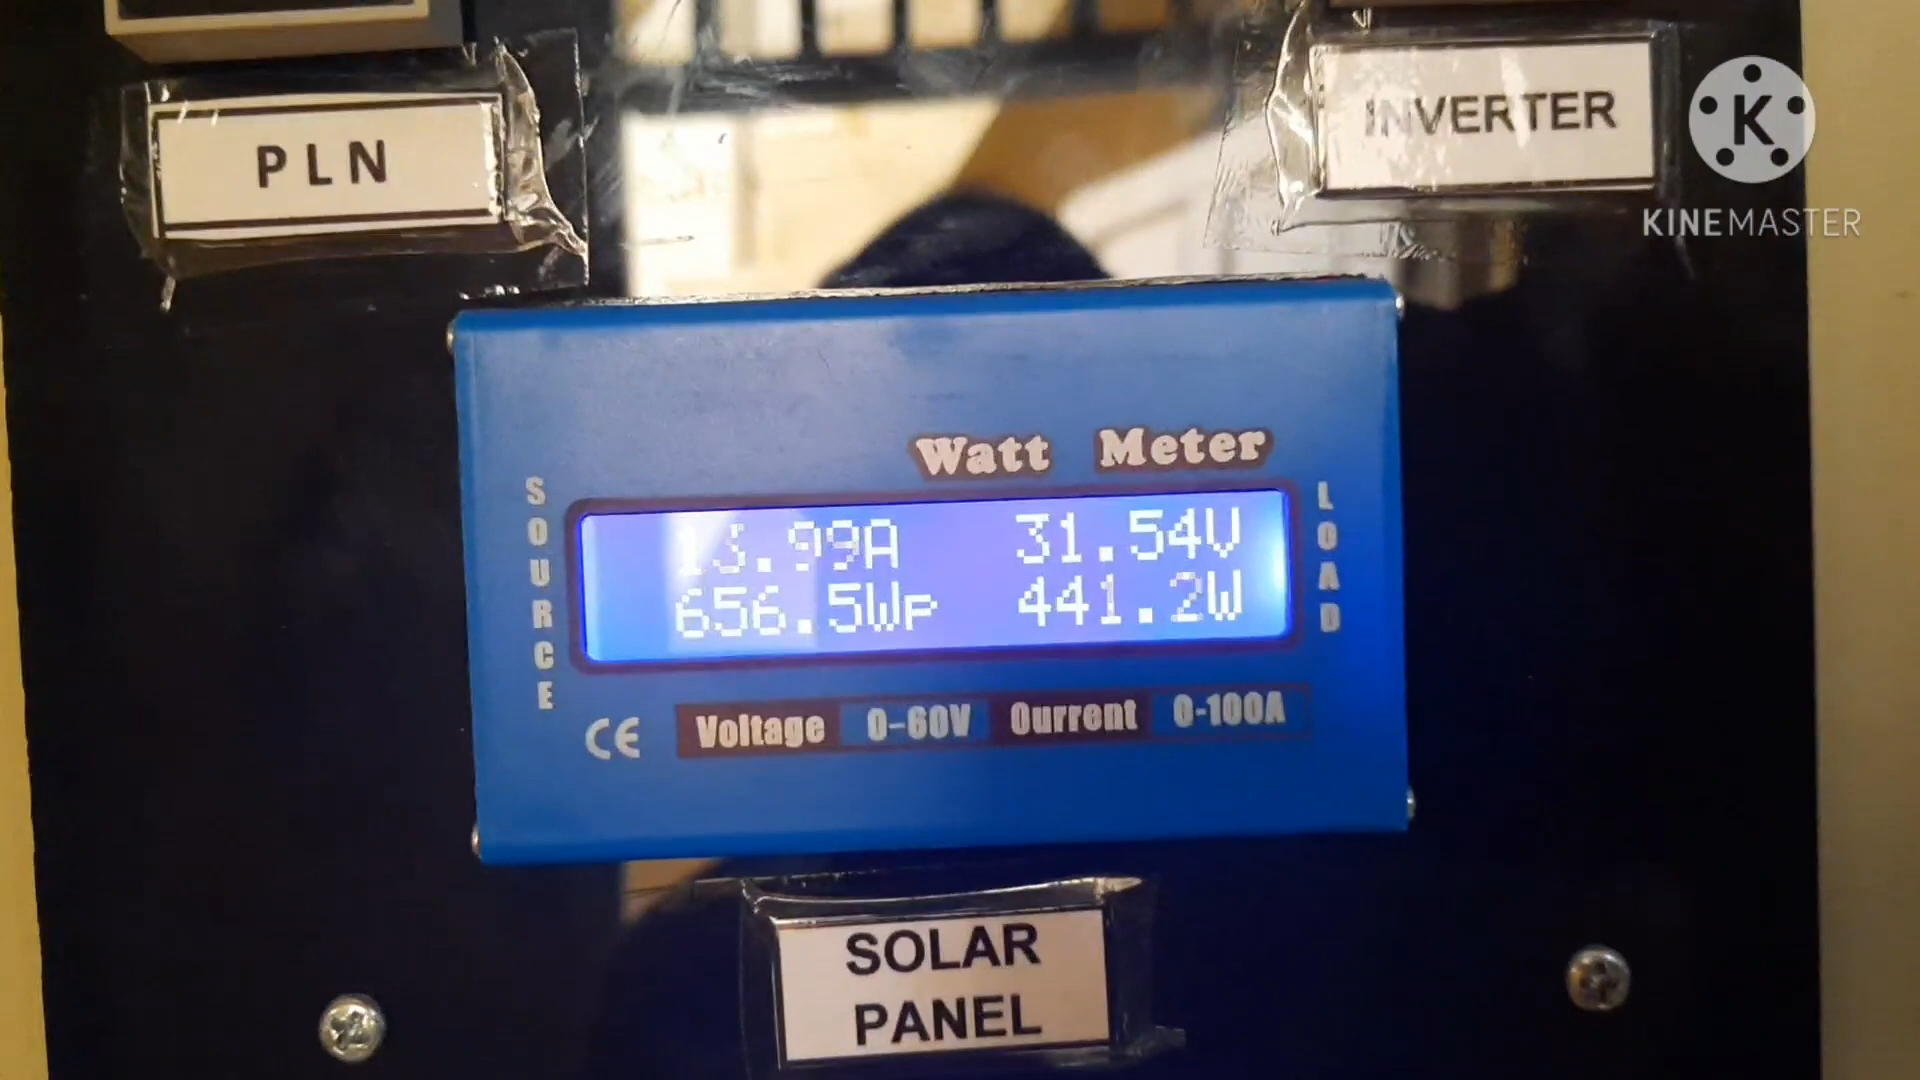 PLN
INVERTER
K
KINEMASTER
Watt Meter
SOURCE
13.99A 31.54V
656.5Wp 441.2W
LOAD
CE Voltage 0-60V Ourrent 0-100A
SOLAR
PANEL